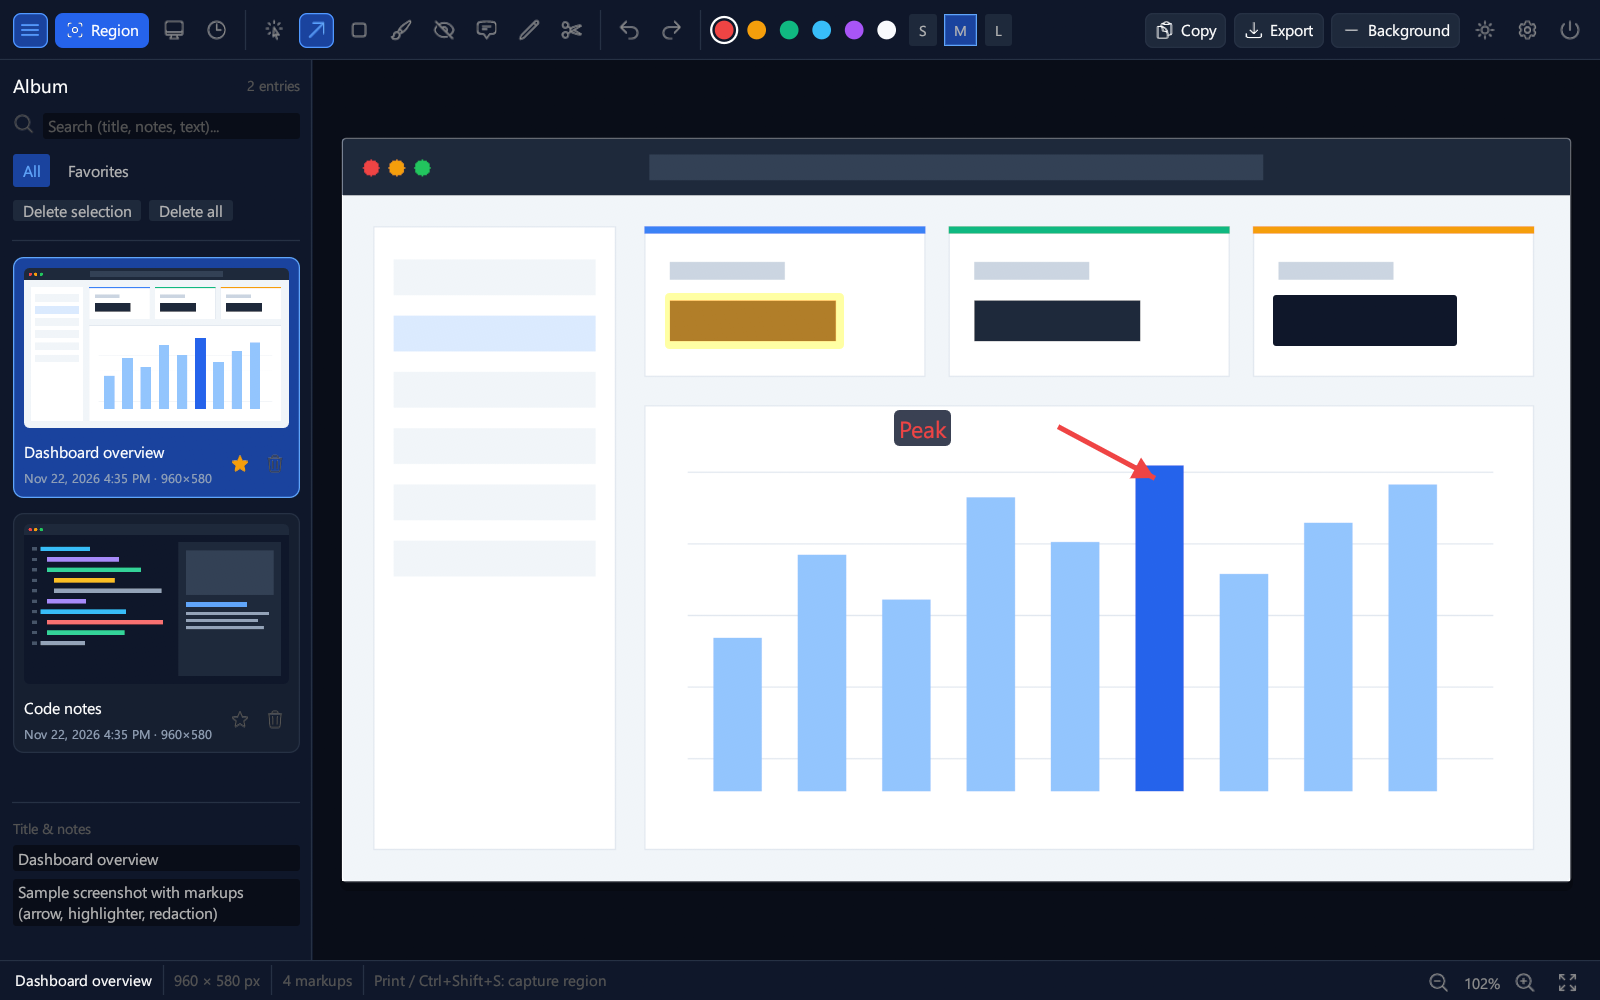 Region
S
M
L
Copy
Export
Background
Album
2 entries
Search (title, notes, text)...
All
Favorites
Delete selection
Delete all
Dashboard overview
Nov 22, 2026 4:35 PM · 960×580
Code notes
Nov 22, 2026 4:35 PM · 960×580
Title & notes
Dashboard overview
Sample screenshot with markups
(arrow, highlighter, redaction)
Peak
Dashboard overview
960 × 580 px
4 markups
Print / Ctrl+Shift+S: capture region
102%